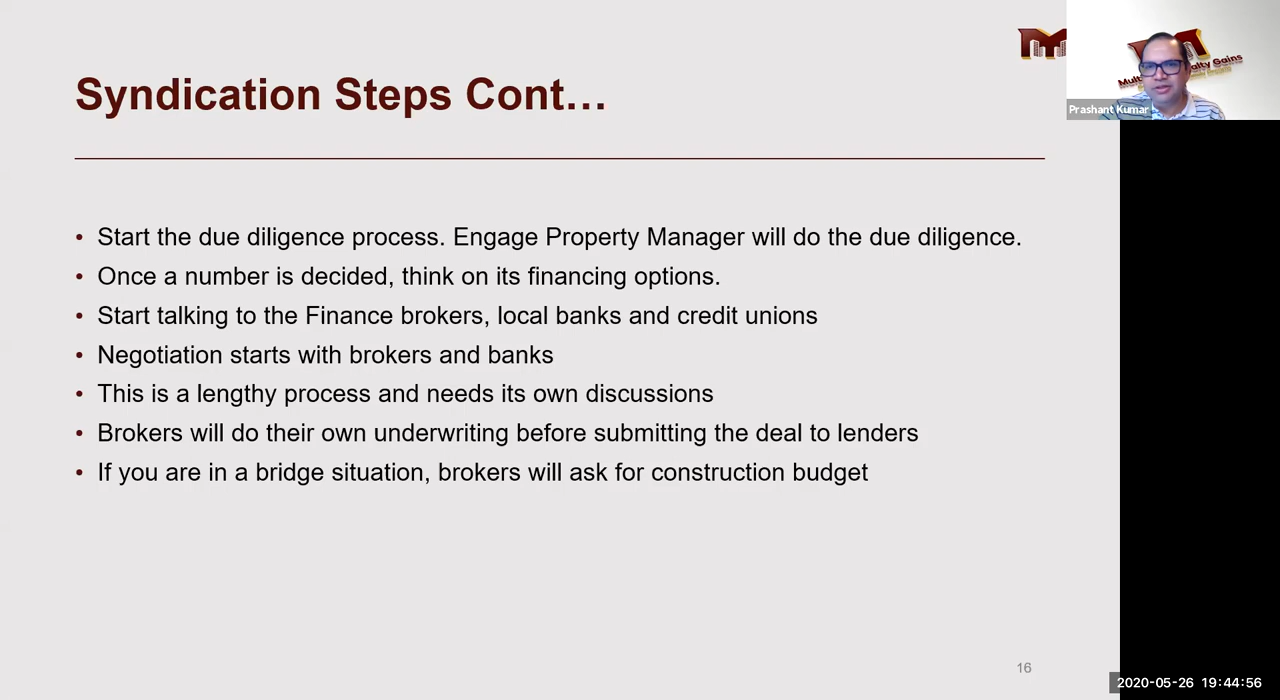 Syndication Steps Cont…
• Start the due diligence process. Engage Property Manager will do the due diligence.
• Once a number is decided, think on its financing options.
• Start talking to the Finance brokers, local banks and credit unions
• Negotiation starts with brokers and banks
• This is a lengthy process and needs its own discussions
• Brokers will do their own underwriting before submitting the deal to lenders
• If you are in a bridge situation, brokers will ask for construction budget
16
Gains
Prashant Kumar
2020-05-26 19:44:56